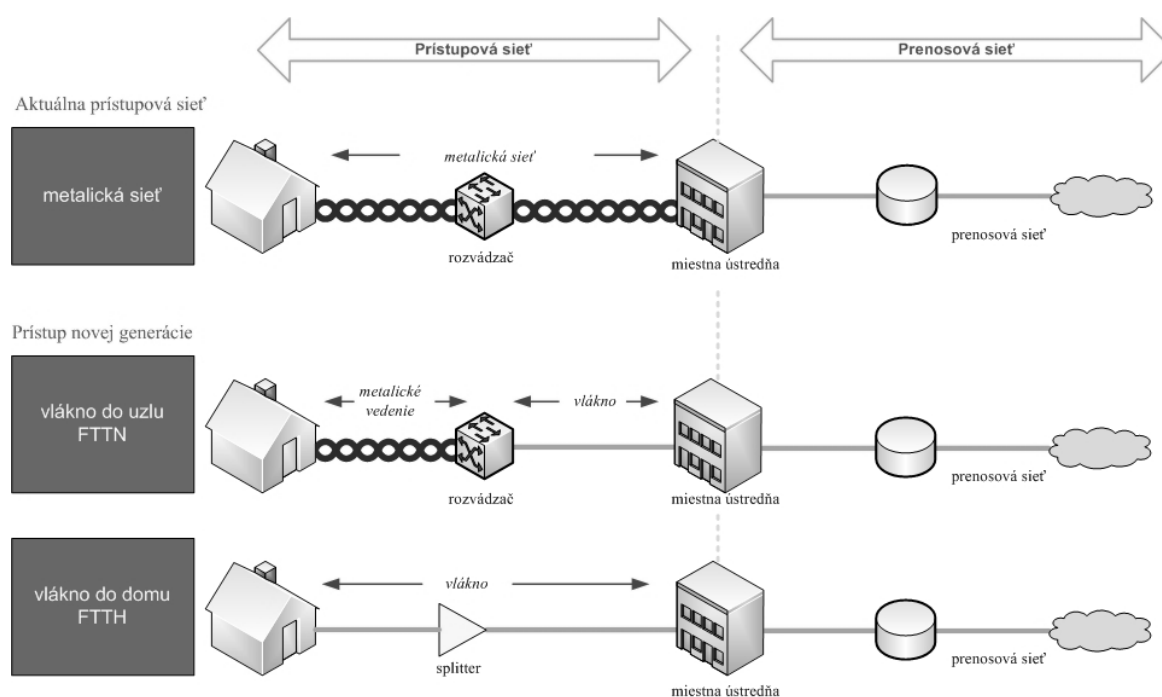 Prístupová sieť
Prenosová sieť
Aktuálna prístupová sieť
metalická sieť
metalická sieť
rozvádzač
miestna ústredňa
prenosová sieť
Prístup novej generácie
vlákno do uzlu
FTTN
metalické
vedenie
vlákno
rozvádzač
miestna ústredňa
prenosová sieť
vlákno do domu
FTTH
vlákno
splitter
miestna ústredňa
prenosová sieť